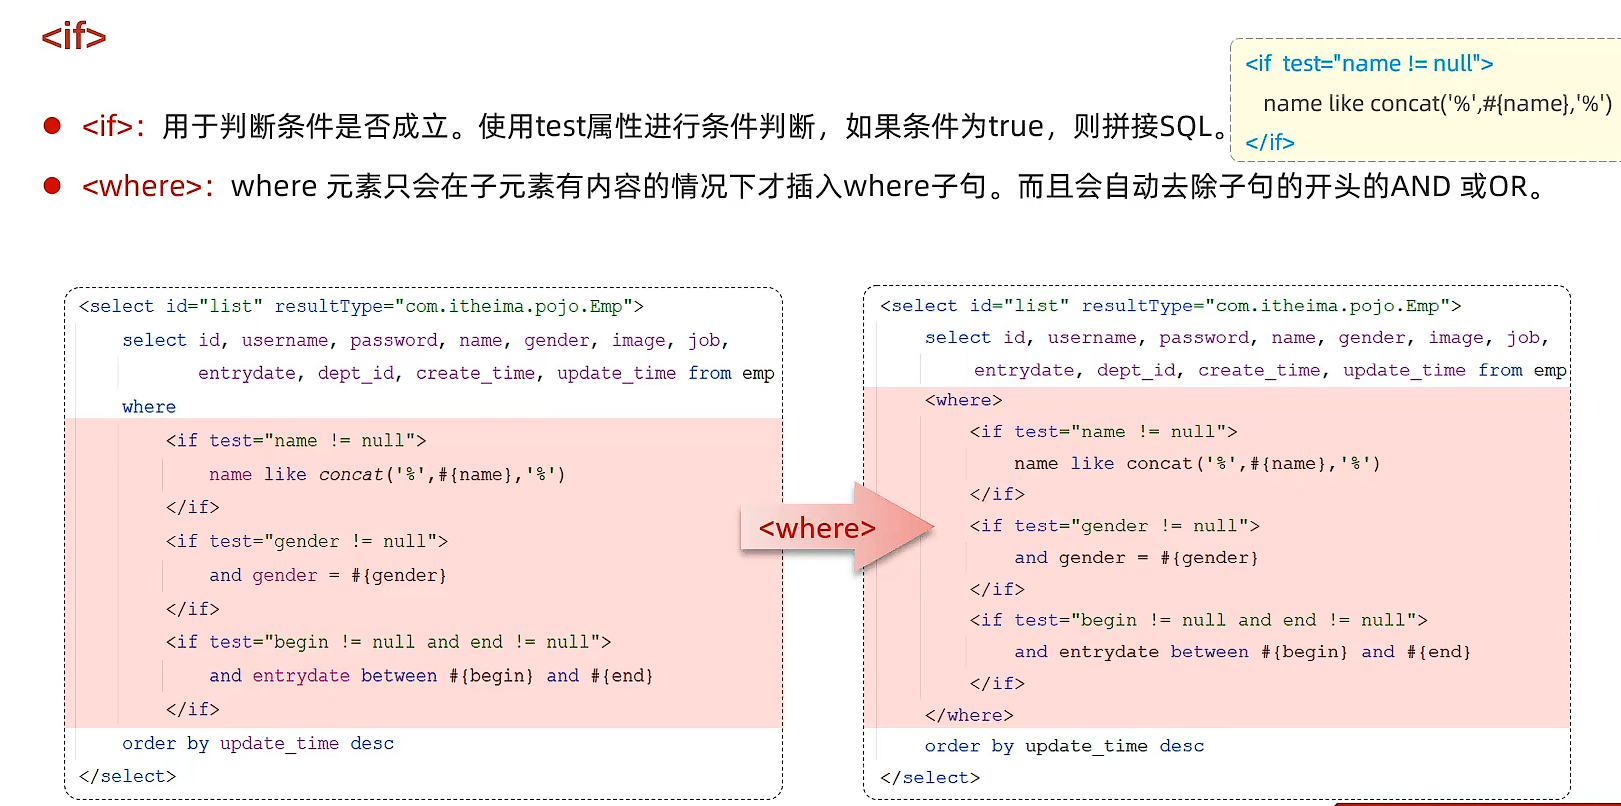 <if>
<if test="name != null">
name like concat('%',#{name},'%')
</if>
<if>：用于判断条件是否成立。使用test属性进行条件判断，如果条件为true，则拼接SQL。
<where>：where 元素只会在子元素有内容的情况下才插入where子句。而且会自动去除子句的开头的AND 或OR。
<select id="list" resultType="com.itheima.pojo.Emp">
select id, username, password, name, gender, image, job,
entrydate, dept_id, create_time, update_time from emp
where
<if test="name != null">
name like concat('%',#{name},'%')
</if>
<if test="gender != null">
and gender = #{gender}
</if>
<if test="begin != null and end != null">
and entrydate between #{begin} and #{end}
</if>
order by update_time desc
</select>
<where>
<select id="list" resultType="com.itheima.pojo.Emp">
select id, username, password, name, gender, image, job,
entrydate, dept_id, create_time, update_time from emp
<where>
<if test="name != null">
name like concat('%',#{name},'%')
</if>
<if test="gender != null">
and gender = #{gender}
</if>
<if test="begin != null and end != null">
and entrydate between #{begin} and #{end}
</if>
</where>
order by update_time desc
</select>